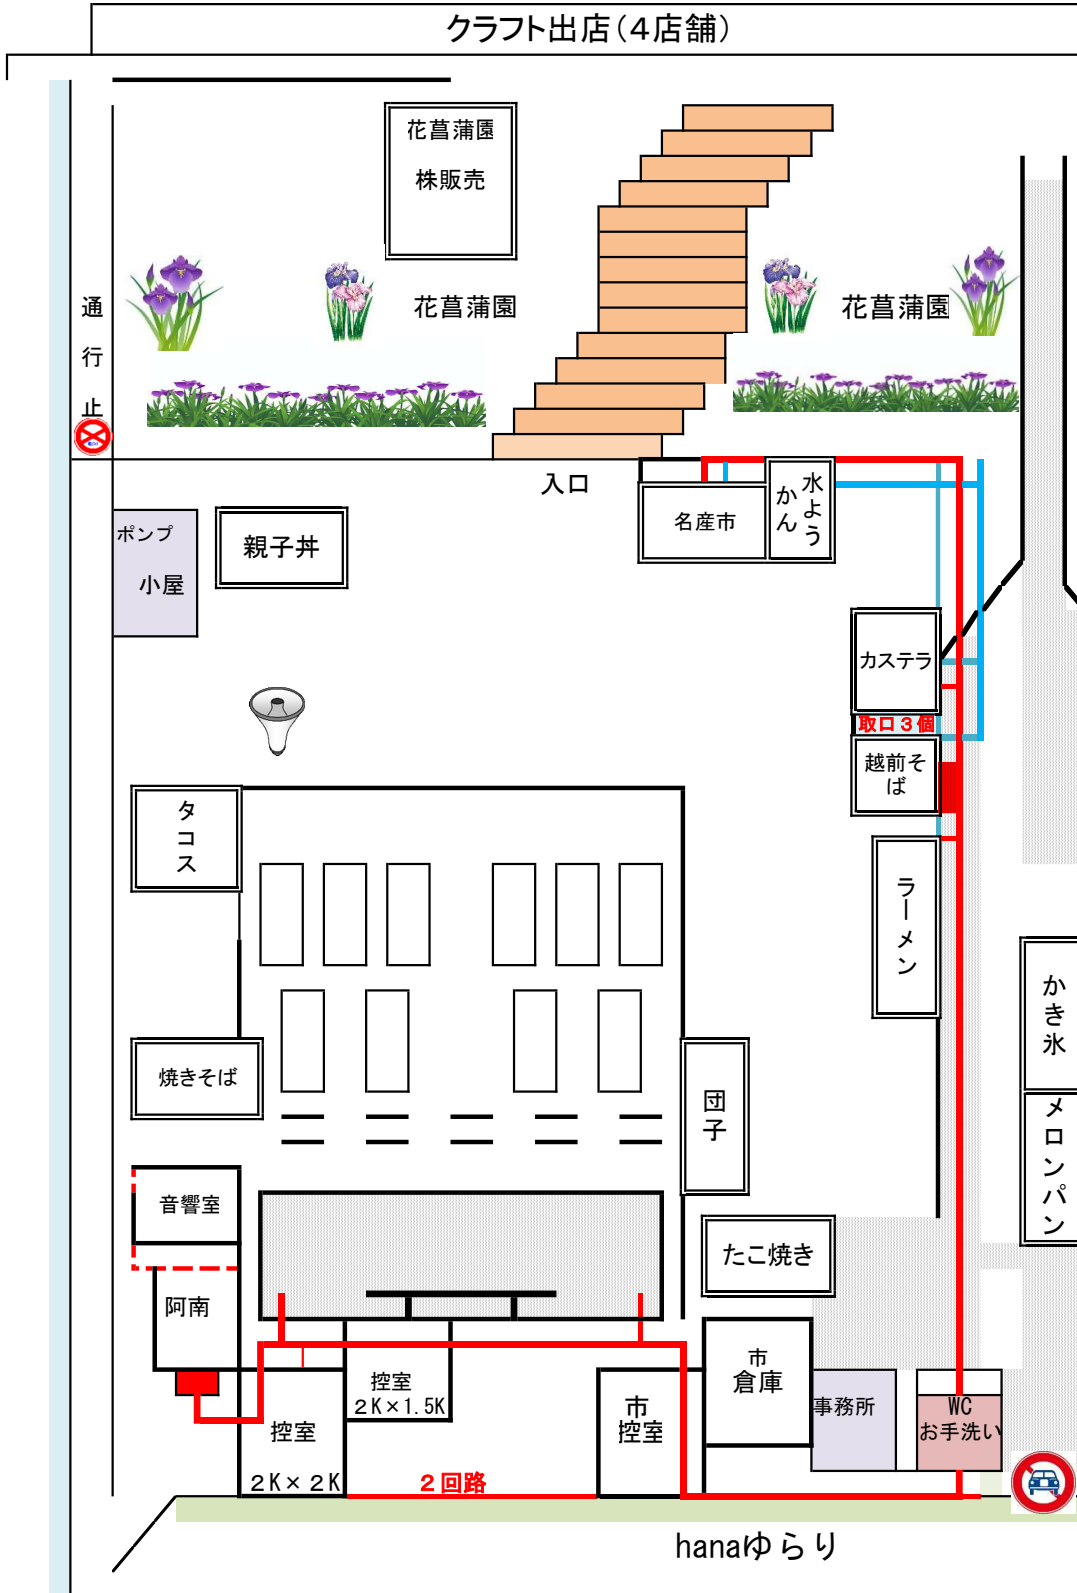 クラフト出店(４店舗)
花菖蒲園
株販売
通行止
花菖蒲園
花菖蒲園
入口
名産市
水よう
かん
ポンプ
小屋
親子丼
カステラ
取口３個
越前そ
ば
タコス
ラーメン
かき氷
焼きそば
団子
メロンパン
音響室
たこ焼き
阿南
市
倉庫
控室
２K×1.5K
市
控室
事務所
WC
お手洗い
控室
２K×２K
２回路
hanaゆらり